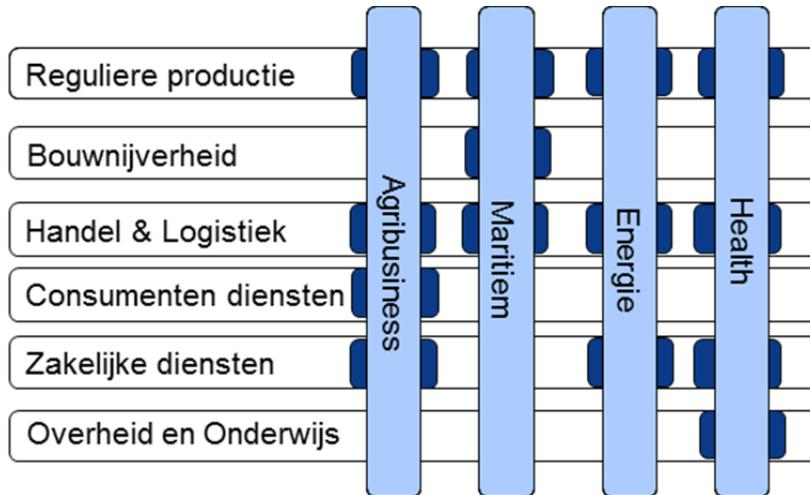 Reguliere productie
Bouwnijverheid
Handel & Logistiek
Consumenten diensten
Zakelijke diensten
Overheid en Onderwijs
Agribusiness
Maritiem
Energie
Health